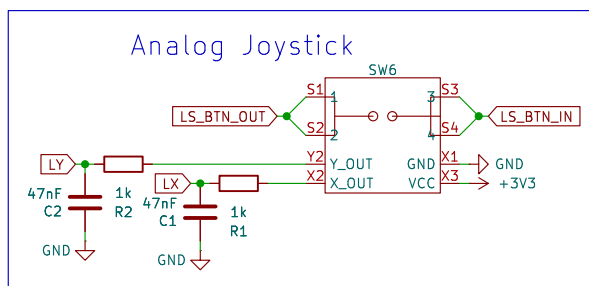 Analog Joystick
SW6
S1 1 3 S3
LS_BTN_OUT LS_BTN_IN
S2 2 4 S4
LY Y2 Y_OUT GND X1 GND
LX X2 X_OUT VCC X3 +3V3
47nF 1k 47nF 1k
C2 R2 C1 R1
GND GND